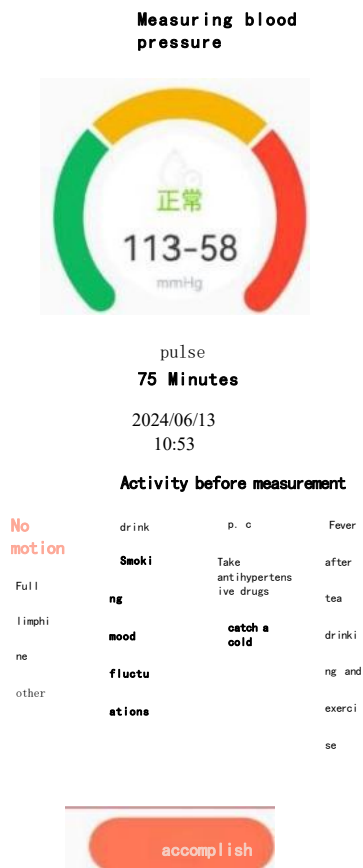 Measuring blood
pressure
正常
113-58
mmHg
pulse
75 Minutes
2024/06/13
10:53
Activity before measurement
No
motion
Full
limphi
ne
other
drink
Smoki
ng
mood
fluctu
ations
p. c
Take
antihypertens
ive drugs
catch a
cold
Fever
after
tea
drinki
ng and
exerci
se
accomplish